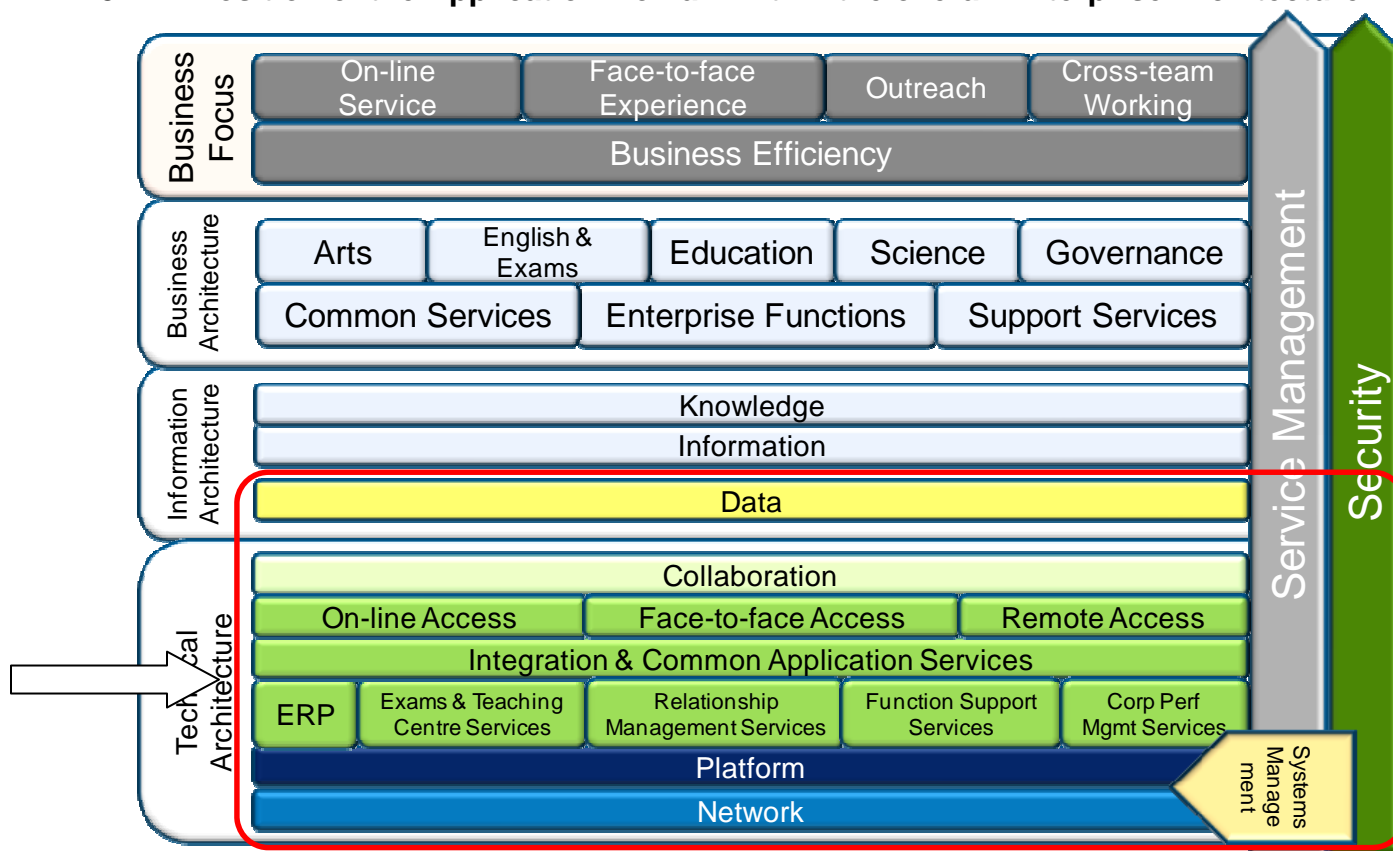 Business
Focus
On-line
Service
Face-to-face
Experience
Outreach
Cross-team
Working
Business Efficiency
Business
Architecture
Arts
English &
Exams
Education
Science
Governance
Common Services
Enterprise Functions
Support Services
Information
Architecture
Knowledge
Information
Data
Architecture
Collaboration
On-line Access
Face-to-face Access
Remote Access
Integration & Common Application Services
ERP
Exams & Teaching
Centre Services
Relationship
Management Services
Function Support
Services
Corp Perf
Mgmt Services
Platform
Network
Service Management
Security
Systems
Manage
ment